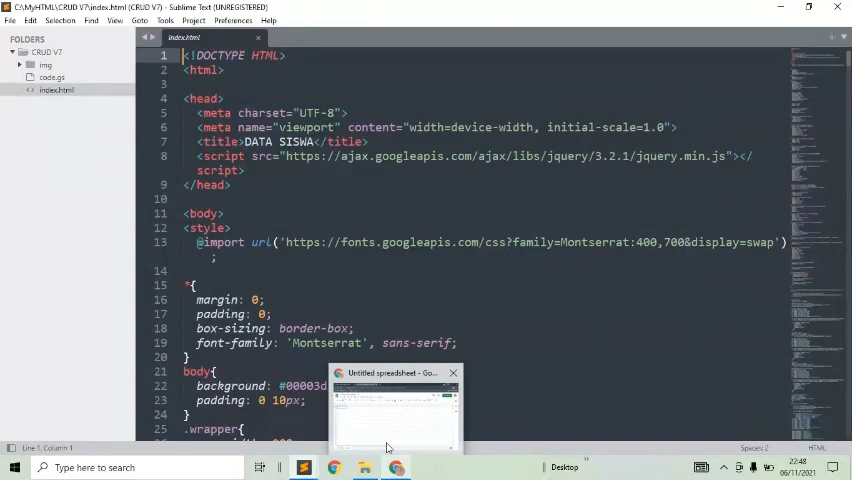 C:\MyHTML\CRUD V7\index.html (CRUD V7) - Sublime Text (UNREGISTERED)
File Edit Selection Find View Goto Tools Project Preferences Help
FOLDERS
CRUD V7
img
code.gs
index.html
index.html
1 <!DOCTYPE HTML>
2 <html>
3
4 <head>
5 <meta charset="UTF-8">
6 <meta name="viewport" content="width=device-width, initial-scale=1.0">
7 <title>DATA SISWA</title>
8 <script src="https://ajax.googleapis.com/ajax/libs/jquery/3.2.1/jquery.min.js"></
script>
9 </head>
10
11 <body>
12 <style>
13 @import url('https://fonts.googleapis.com/css?family=Montserrat:400,700&display=swap')
;
14
15 *{
16 margin: 0;
17 padding: 0;
18 box-sizing: border-box;
19 font-family: 'Montserrat', sans-serif;
20 }
21 body{
22 background: #00003d
23 padding: 0 10px;
24 }
25 .wrapper{
Untitled spreadsheet - Go...
Line 1, Column 1
Spaces: 2
HTML
Type here to search
Desktop
22:48
06/11/2021